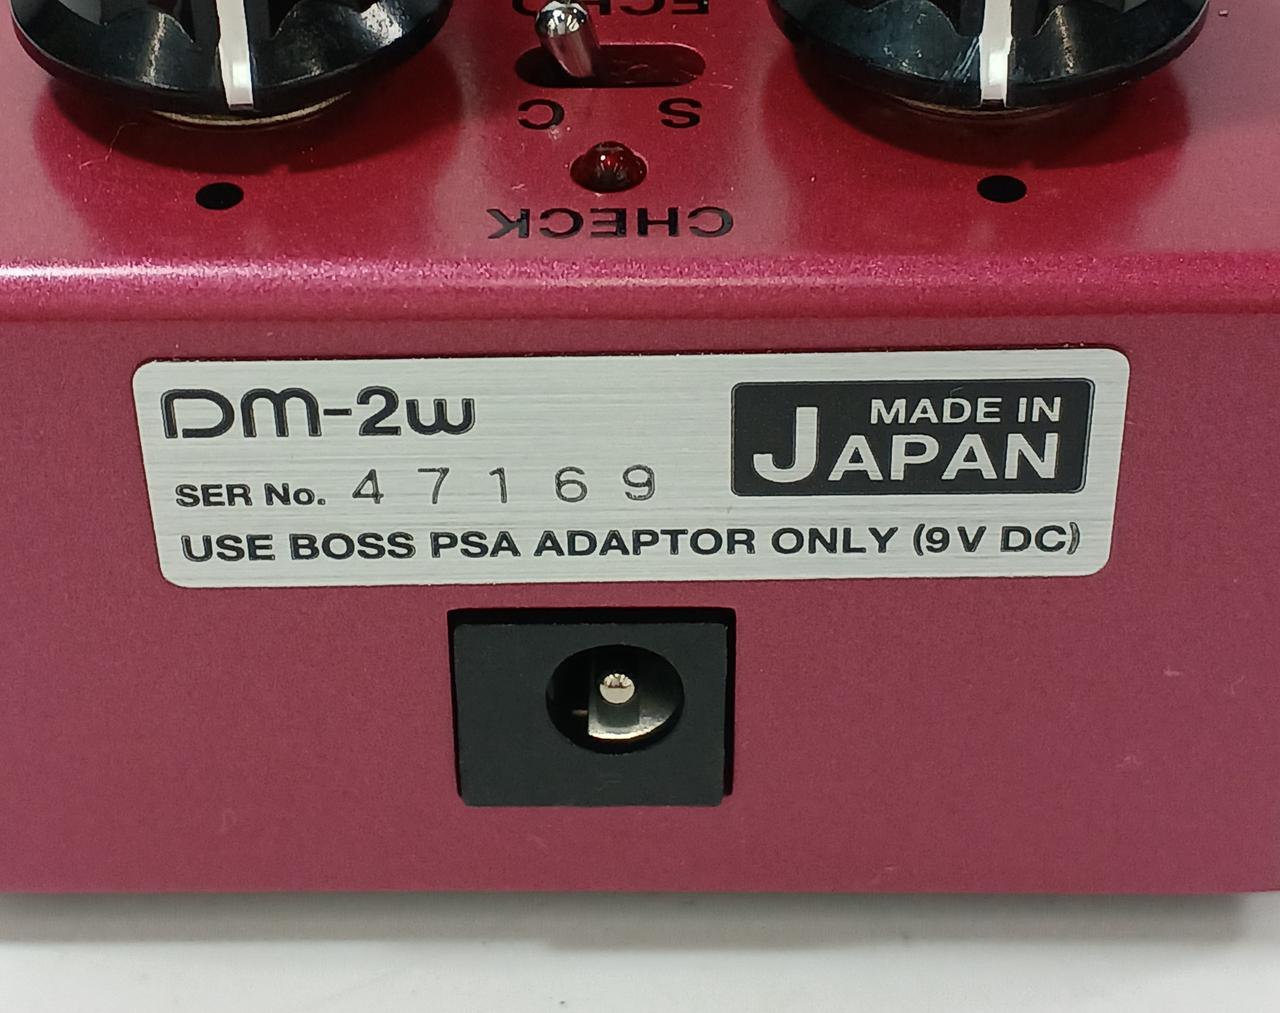 ECHO
S C
CHECK
DM-2w
MADE IN
JAPAN
SER No. 47169
USE BOSS PSA ADAPTOR ONLY (9V DC)